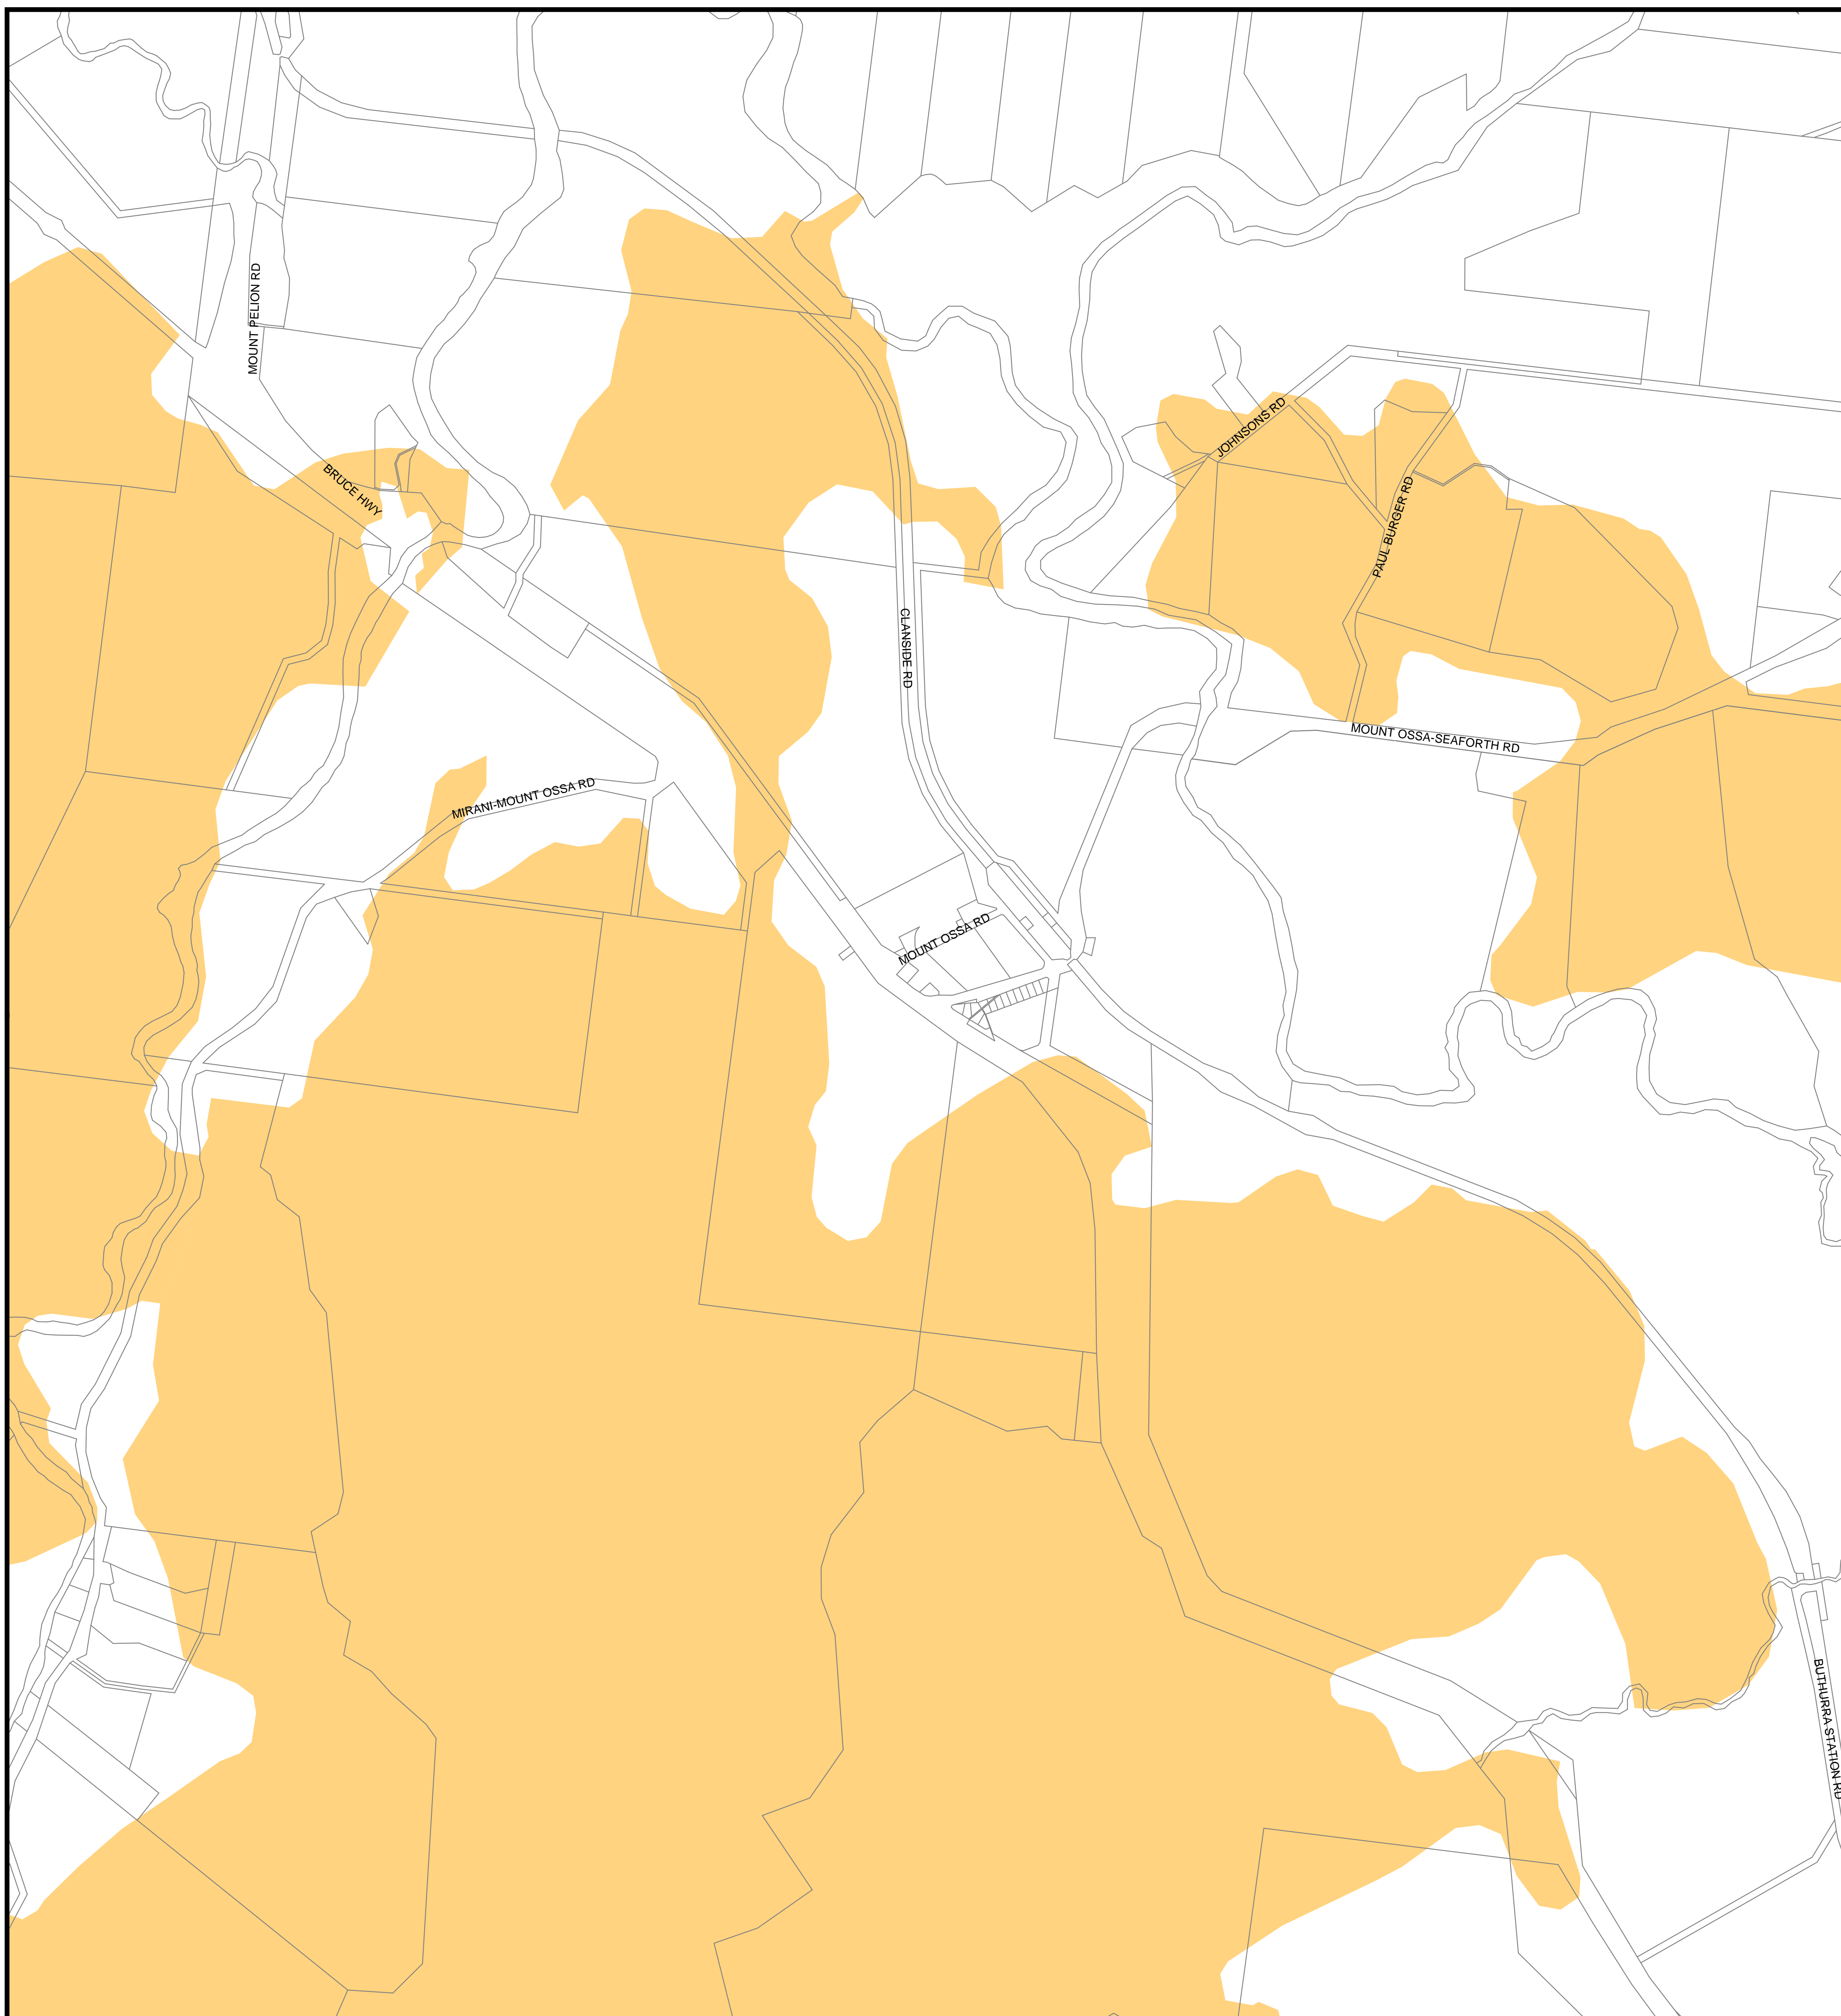 MOUNT PELION RD
JOHNSONS RD
BRUCE HWY
PAUL BURGER RD
CLANSIDE RD
MOUNT OSSA-SEAFORTH RD
MIRANI-MOUNT OSSA RD
MOUNT OSSA RD
BUTHURRA STATION RD